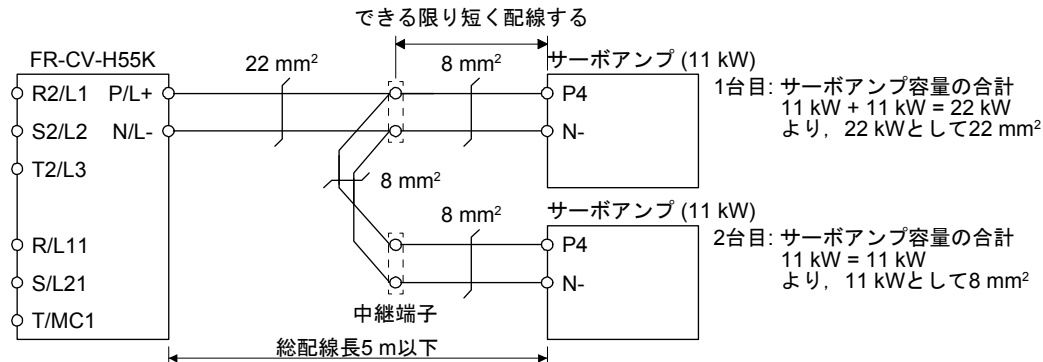 できる限り短く配線する
FR-CV-H55K
22 mm²
8 mm²
サーボアンプ (11 kW)
R2/L1
P/L+
P4
1台目: サーボアンプ容量の合計
11 kW + 11 kW = 22 kW
より，22 kWとして22 mm²
S2/L2
N/L-
N-
T2/L3
8 mm²
8 mm²
サーボアンプ (11 kW)
R/L11
P4
2台目: サーボアンプ容量の合計
11 kW = 11 kW
より，11 kWとして8 mm²
S/L21
N-
T/MC1
中継端子
総配線長5 m以下